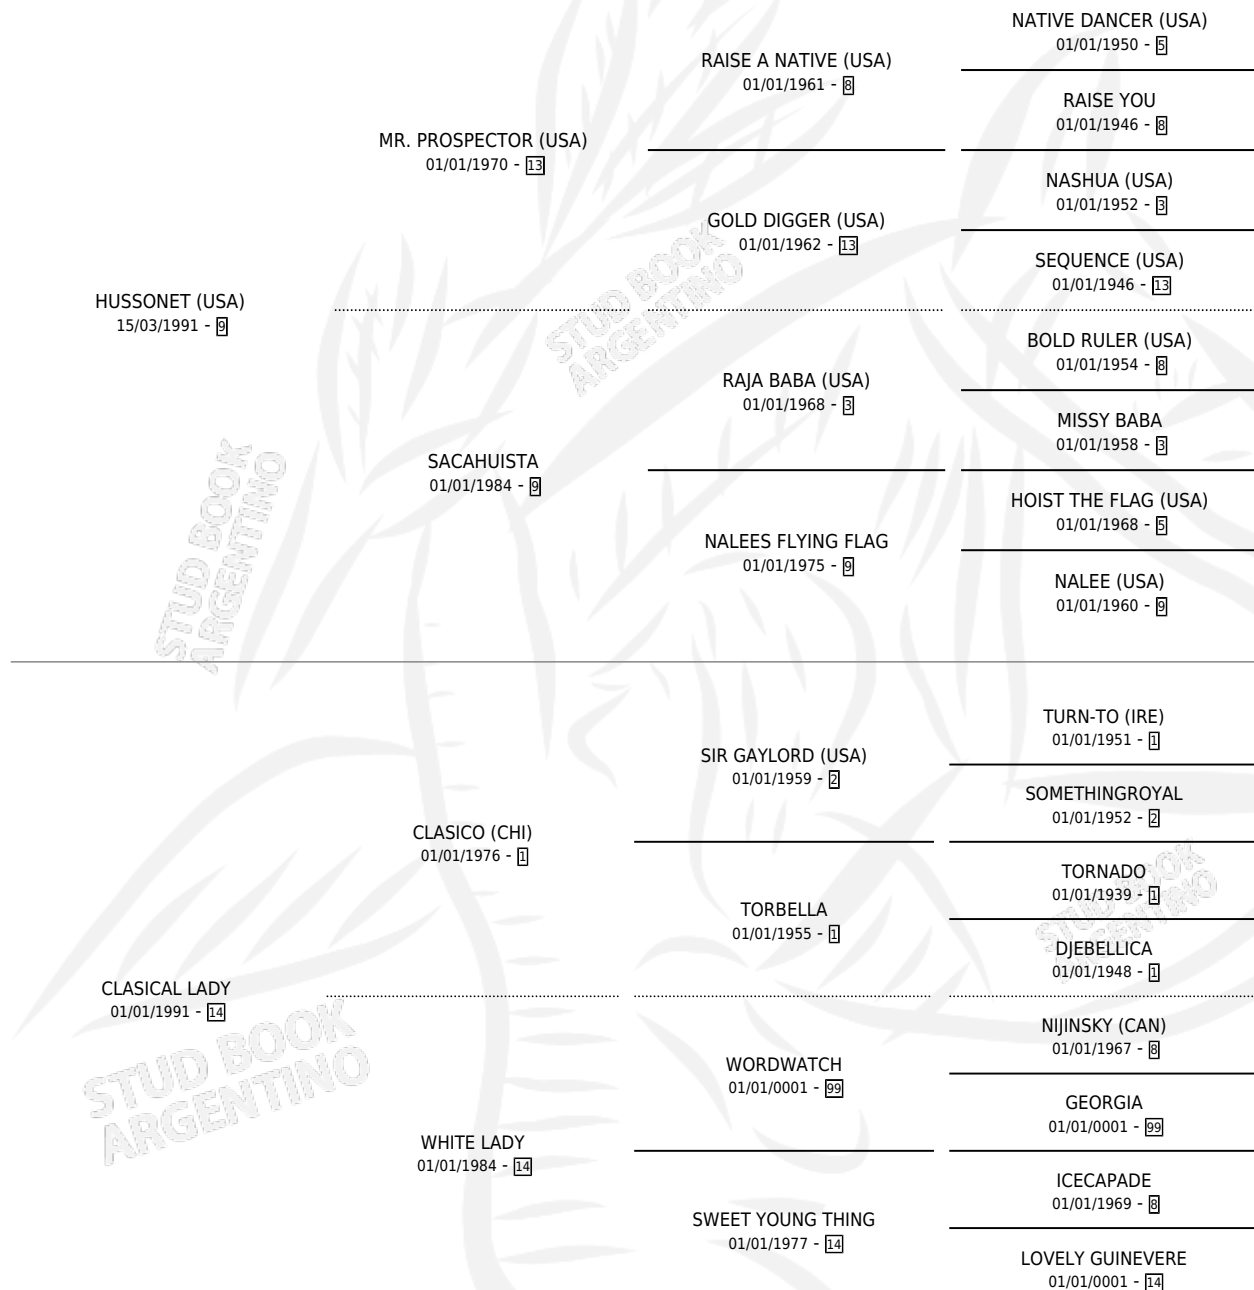 NATIVE DANCER (USA)
01/01/1950 - 5
RAISE A NATIVE (USA)
01/01/1961 - 8
RAISE YOU
01/01/1946 - 8
MR. PROSPECTOR (USA)
01/01/1970 - 13
NASHUA (USA)
01/01/1952 - 3
GOLD DIGGER (USA)
01/01/1962 - 13
SEQUENCE (USA)
01/01/1946 - 13
HUSSONET (USA)
15/03/1991 - 9
STUD BOOK
ARGENTINO
BOLD RULER (USA)
01/01/1954 - 8
RAJA BABA (USA)
01/01/1968 - 3
MISSY BABA
01/01/1958 - 3
SACAHUISTA
01/01/1984 - 9
HOIST THE FLAG (USA)
01/01/1968 - 5
NALEES FLYING FLAG
01/01/1975 - 9
NALEE (USA)
01/01/1960 - 9
STUD BOOK
ARGENTINO
TURN-TO (IRE)
01/01/1951 - 1
SIR GAYLORD (USA)
01/01/1959 - 2
SOMETHINGROYAL
01/01/1952 - 2
CLASICO (CHI)
01/01/1976 - 1
TORNADO
01/01/1939 - 1
TORBELLA
01/01/1955 - 1
DJEBELLICA
01/01/1948 - 1
STUD BOOK
ARGENTINO
CLASICAL LADY
01/01/1991 - 14
NIJINSKY (CAN)
01/01/1967 - 8
WORDWATCH
01/01/0001 - 99
GEORGIA
01/01/0001 - 99
STUD BOOK
ARGENTINO
WHITE LADY
01/01/1984 - 14
ICECAPADE
01/01/1969 - 8
SWEET YOUNG THING
01/01/1977 - 14
LOVELY GUINEVERE
01/01/0001 - 14